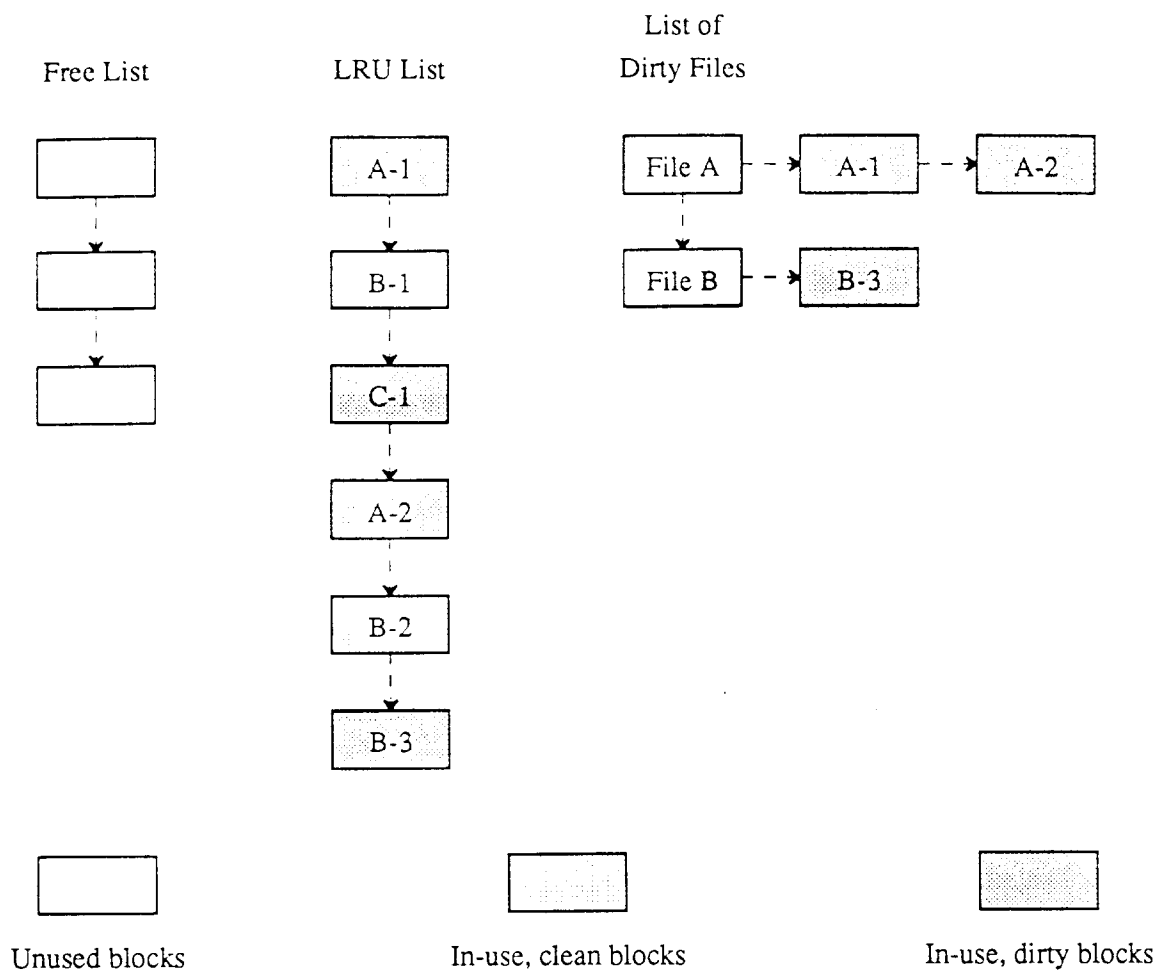 List of
Free List LRU List Dirty Files
A-1 File A A-1 A-2
B-1 File B B-3
C-1
A-2
B-2
B-3
Unused blocks In-use, clean blocks In-use, dirty blocks